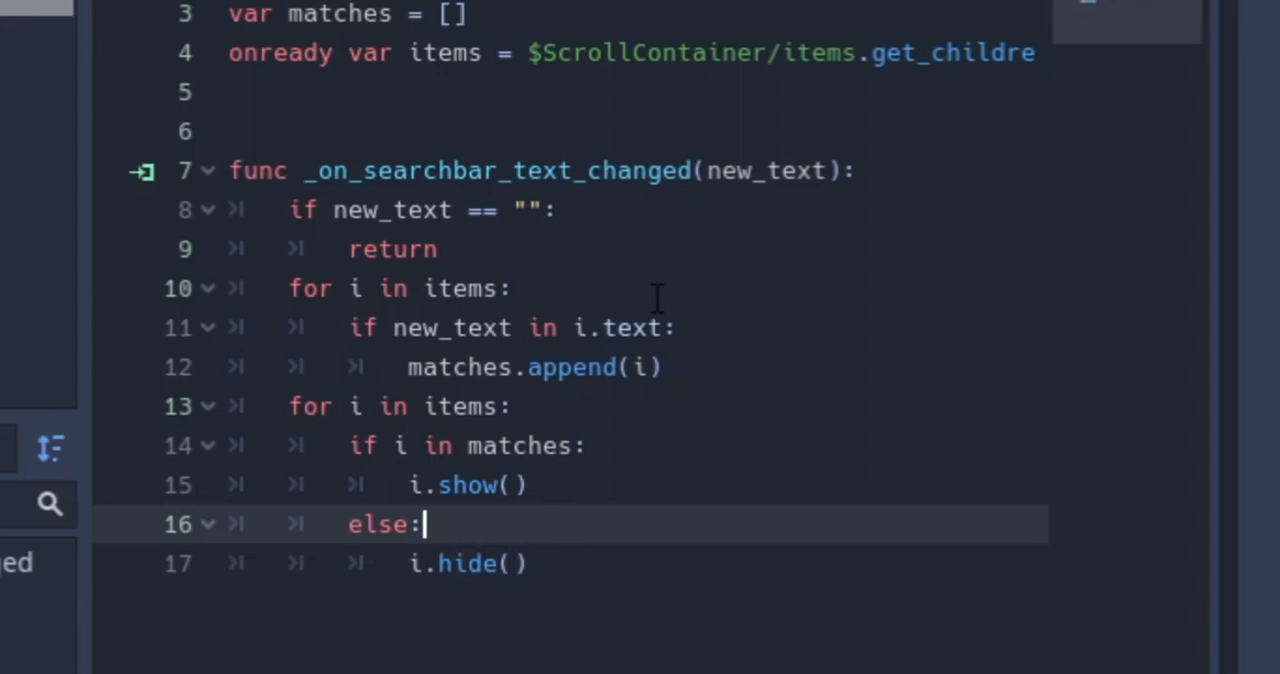 3 var matches = []
4 onready var items = $ScrollContainer/items.get_childre
5
6
7 func _on_searchbar_text_changed(new_text):
8 if new_text == "":
9 return
10 for i in items:
11 if new_text in i.text:
12 matches.append(i)
13 for i in items:
14 if i in matches:
15 i.show()
16 else:
17 i.hide()
ged